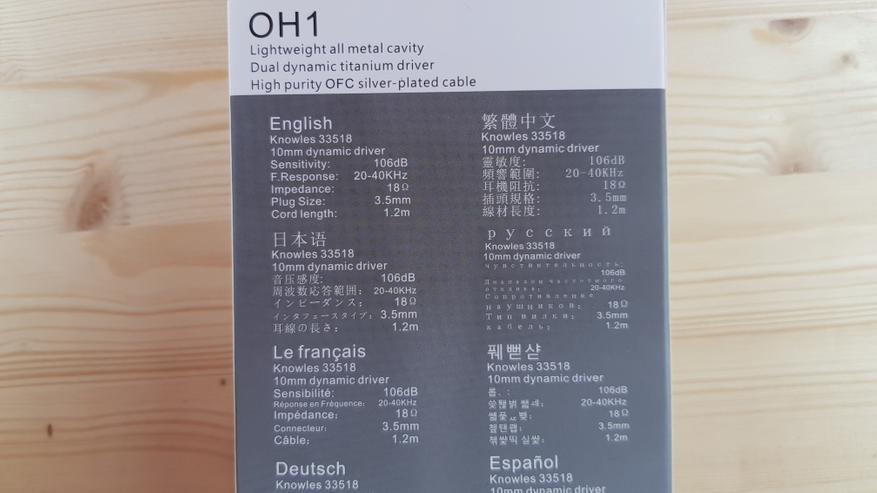 OH1
Lightweight all metal cavity
Dual dynamic titanium driver
High purity OFC silver-plated cable
English
Knowles 33518
10mm dynamic driver
Sensitivity: 106dB
F.Response: 20-40KHz
Impedance: 18Ω
Plug Size: 3.5mm
Cord length: 1.2m
繁體中文
Knowles 33518
10mm dynamic driver
靈敏度: 106dB
頻響範圍: 20-40KHz
耳機阻抗: 18Ω
插頭規格: 3.5mm
線材長度: 1.2m
日本语
Knowles 33518
10mm dynamic driver
音压感度: 106dB
周波数応答範囲: 20-40KHz
インピーダンス: 18Ω
インタフェースタイプ: 3.5mm
耳線の長さ: 1.2m
русский
Knowles 33518
10mm dynamic driver
чувствительность:
106dB
Диапазон частотного
отклика: 20-40KHz
Сопротивление
наушников: 18Ω
Тип вилки: 3.5mm
кабель: 1.2m
Le français
Knowles 33518
10mm dynamic driver
Sensibilité: 106dB
Réponse en Fréquence: 20-40KHz
Impédance: 18Ω
Connecteur: 3.5mm
Câble: 1.2m
Knowles 33518
10mm dynamic driver
106dB
20-40KHz
18Ω
3.5mm
1.2m
Deutsch
Knowles 33518
Español
Knowles 33518
10mm dynamic driver